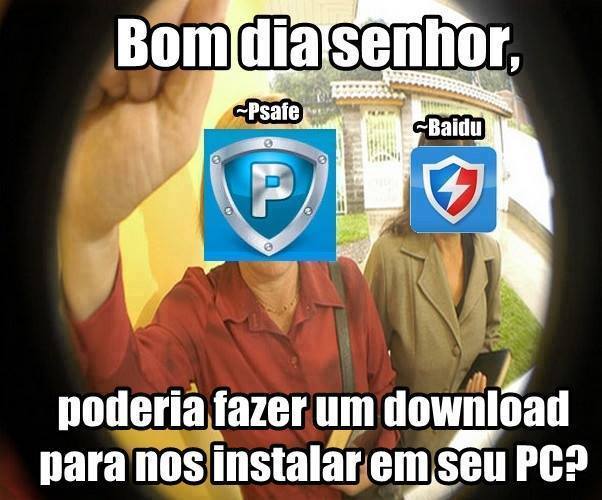 Bom dia senhor,
~Psafe
~Baidu
P
poderia fazer um download
para nos instalar em seu PC?